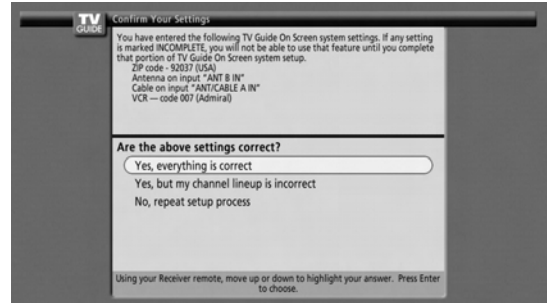 TV
GUIDE
Confirm Your Settings
You have entered the following TV Guide On Screen system settings. If any setting
is marked INCOMPLETE, you will not be able to use that feature until you complete
that portion of TV Guide On Screen system setup.
ZIP code - 92037 (USA)
Antenna on input "ANT B IN"
Cable on input "ANT/CABLE A IN"
VCR — code 007 (Admiral)
Are the above settings correct?
Yes, everything is correct
Yes, but my channel lineup is incorrect
No, repeat setup process
Using your Receiver remote, move up or down to highlight your answer. Press Enter
to choose.